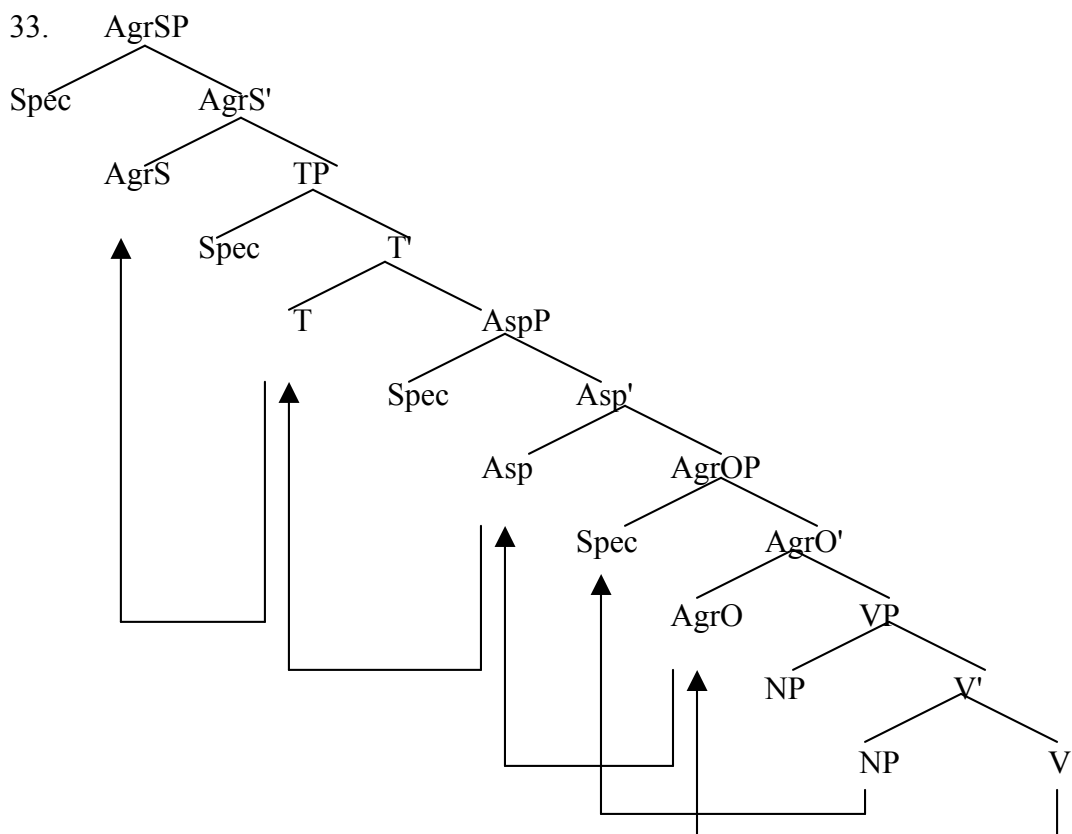 33. AgrSP
Spec AgrS'
AgrS TP
Spec T'
T AspP
Spec Asp'
Asp AgrOP
Spec AgrO'
AgrO VP
NP V'
NP V